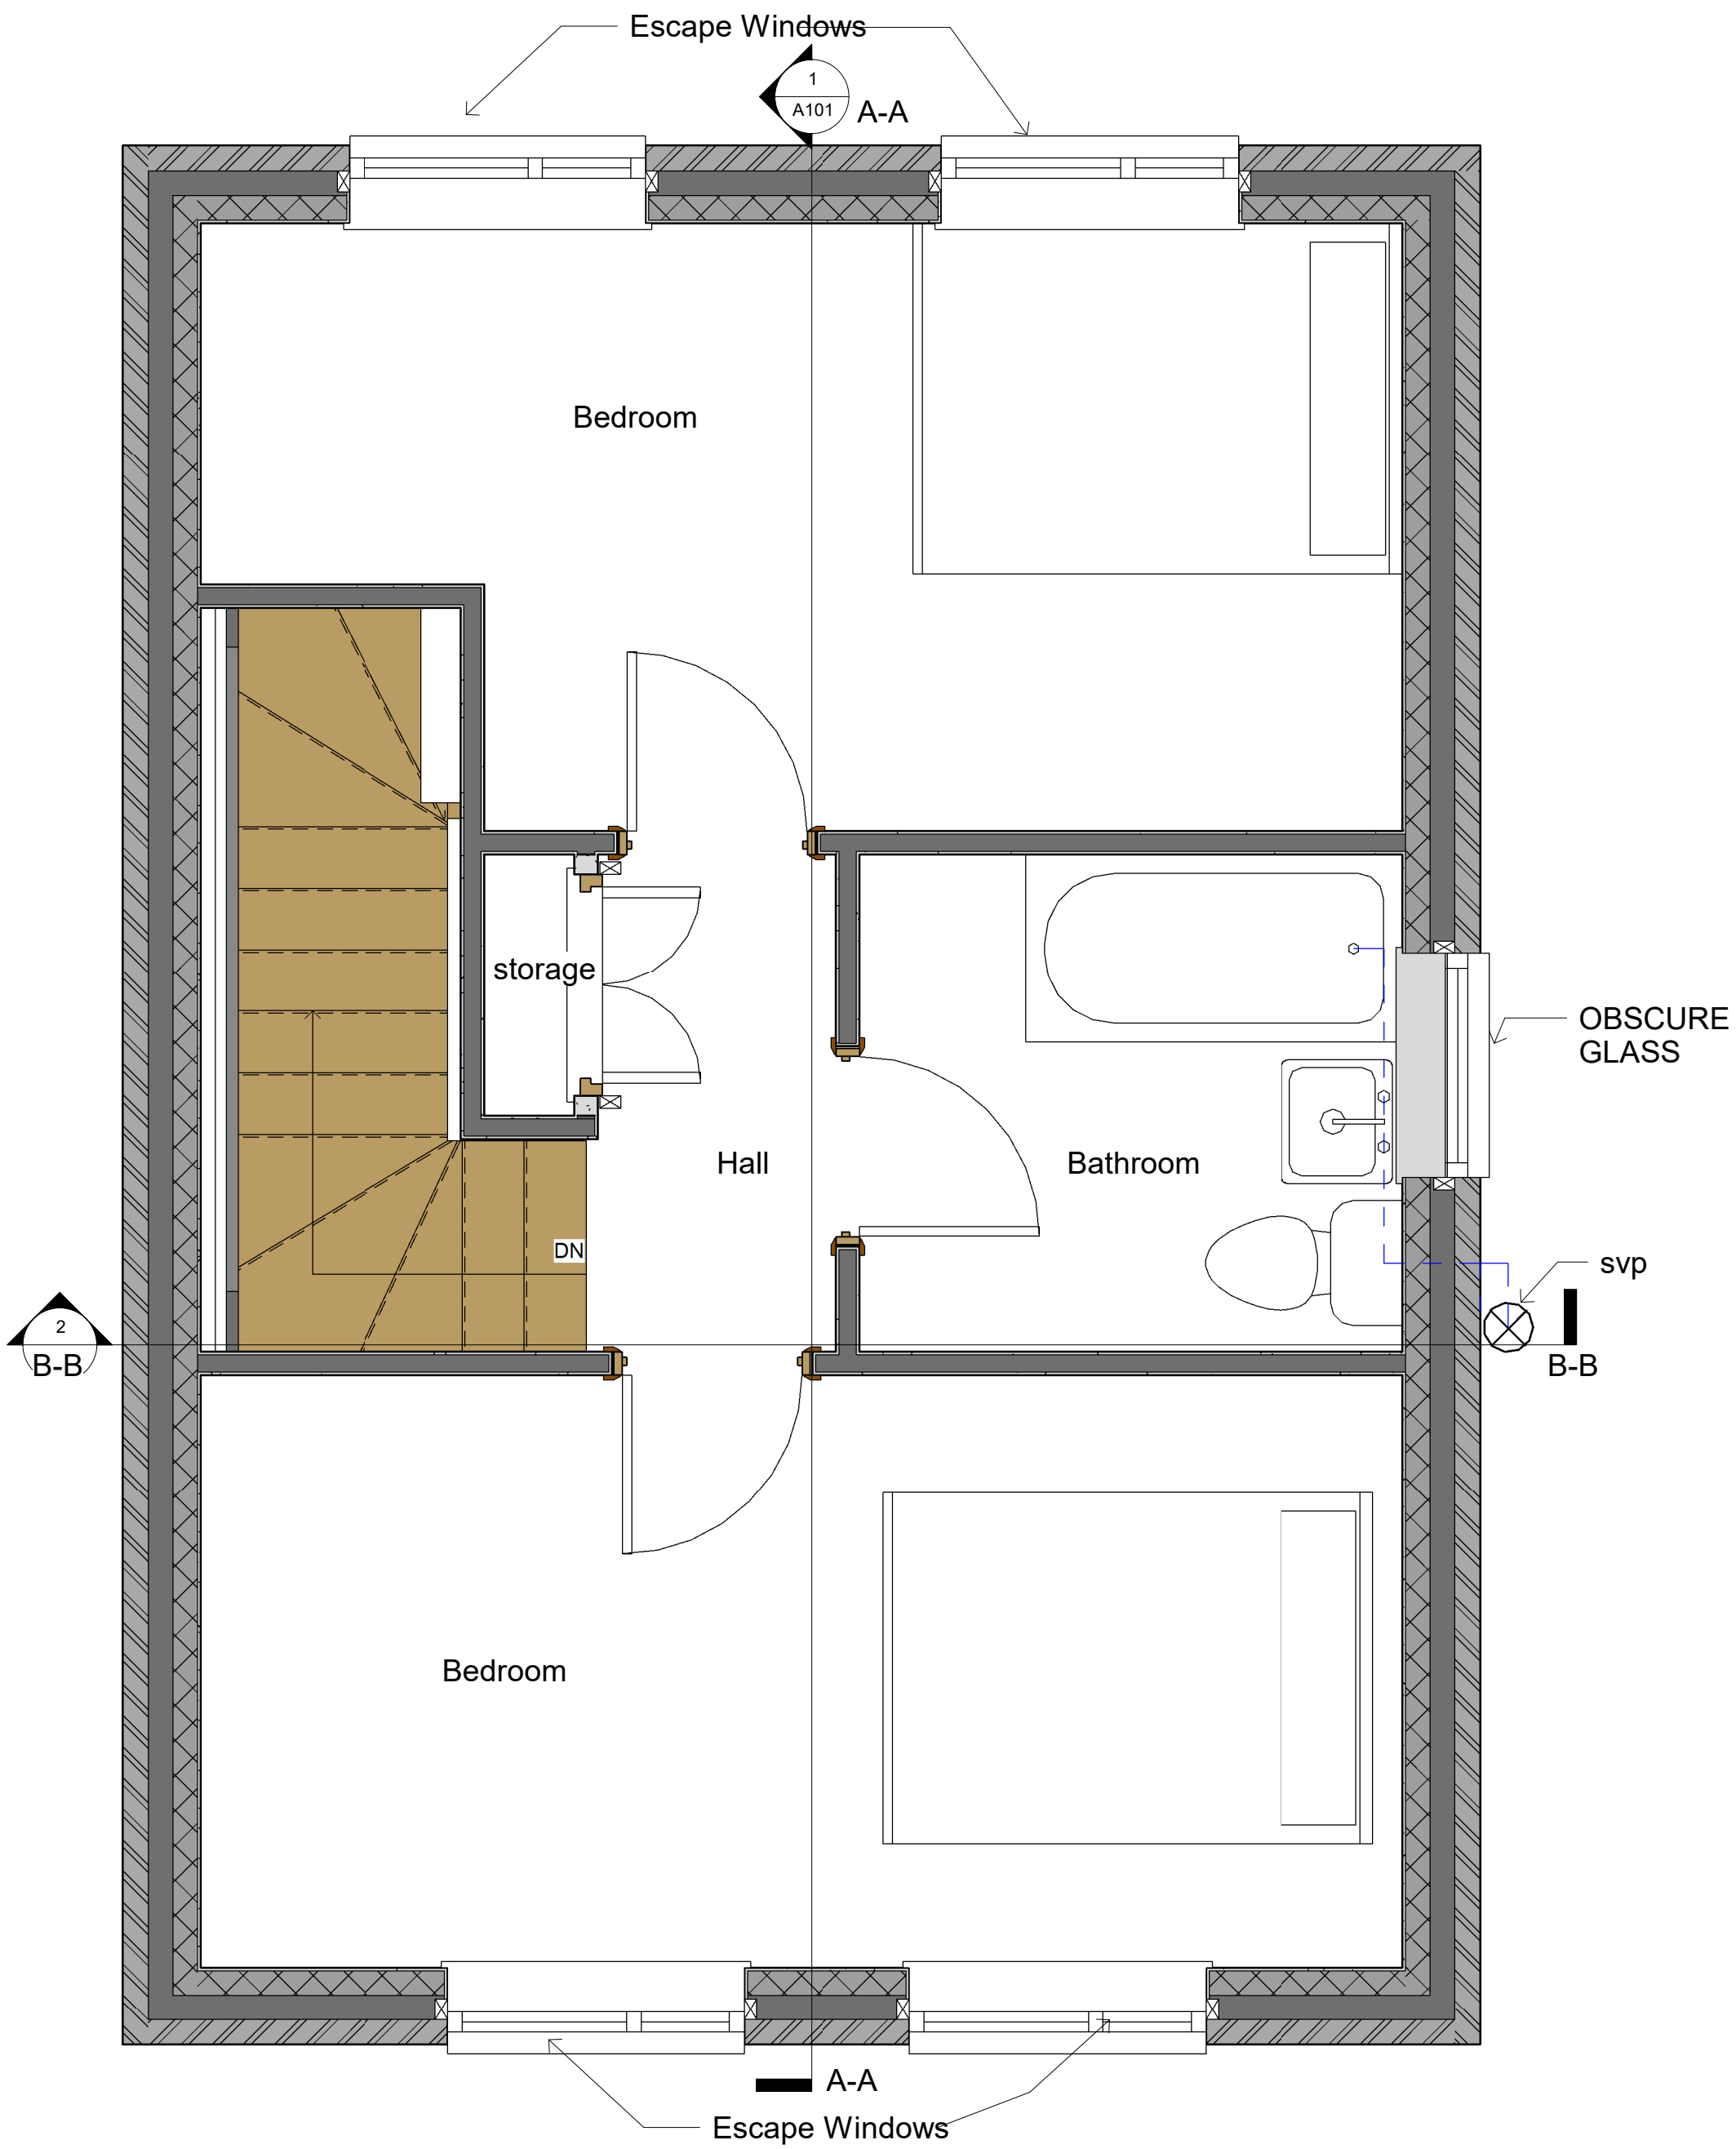 Escape Windows
1
A101
A-A
Bedroom
storage
OBSCURE
GLASS
Hall
Bathroom
DN
svp
2
B-B
B-B
Bedroom
A-A
Escape Windows